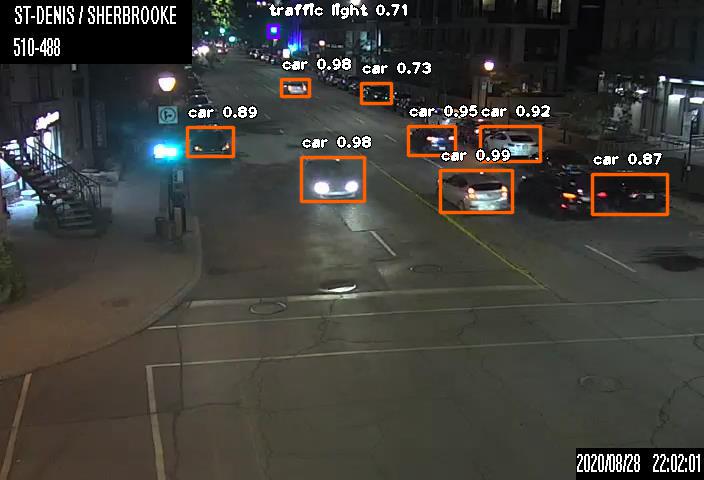 ST-DENIS / SHERBROOKE
510-488
traffic light 0.71
car 0.98
car 0.73
car 0.89
car 0.95
car 0.92
car 0.98
car 0.99
car 0.87
2020/08/28 22:02:01